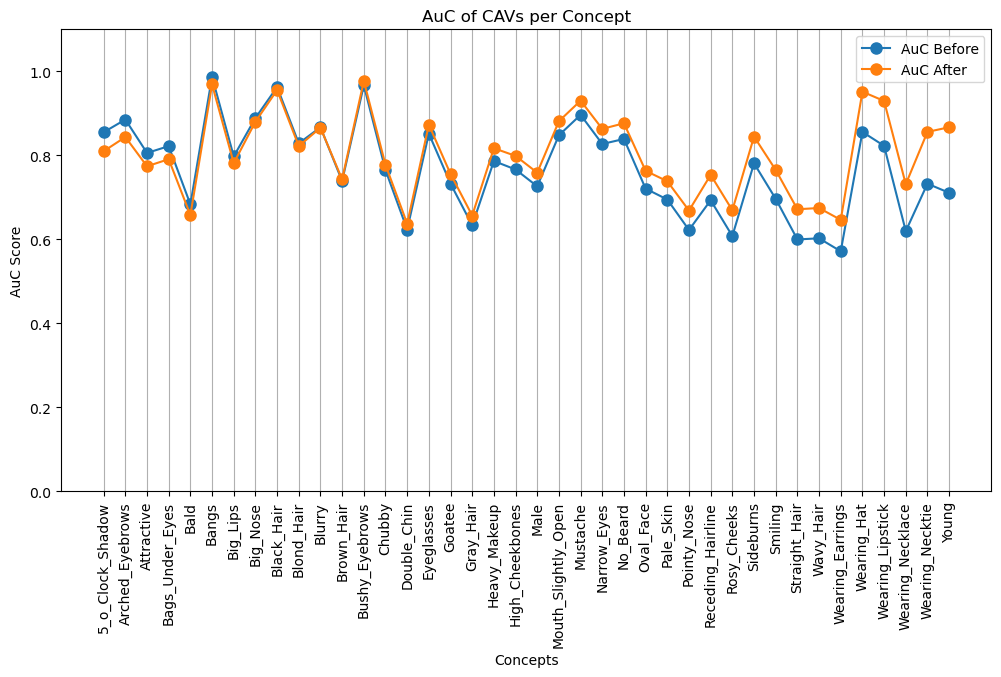 AuC of CAVs per Concept
AuC Before
AuC After
AuC Score
1.0
0.8
0.6
0.4
0.2
0.0
5_o_Clock_Shadow
Arched_Eyebrows
Attractive
Bags_Under_Eyes
Bald
Bangs
Big_Lips
Big_Nose
Black_Hair
Blond_Hair
Blurry
Brown_Hair
Bushy_Eyebrows
Chubby
Double_Chin
Eyeglasses
Goatee
Gray_Hair
Heavy_Makeup
High_Cheekbones
Male
Mouth_Slightly_Open
Mustache
Narrow_Eyes
No_Beard
Oval_Face
Pale_Skin
Pointy_Nose
Receding_Hairline
Rosy_Cheeks
Sideburns
Smiling
Straight_Hair
Wavy_Hair
Wearing_Earrings
Wearing_Hat
Wearing_Lipstick
Wearing_Necklace
Wearing_Necktie
Young
Concepts